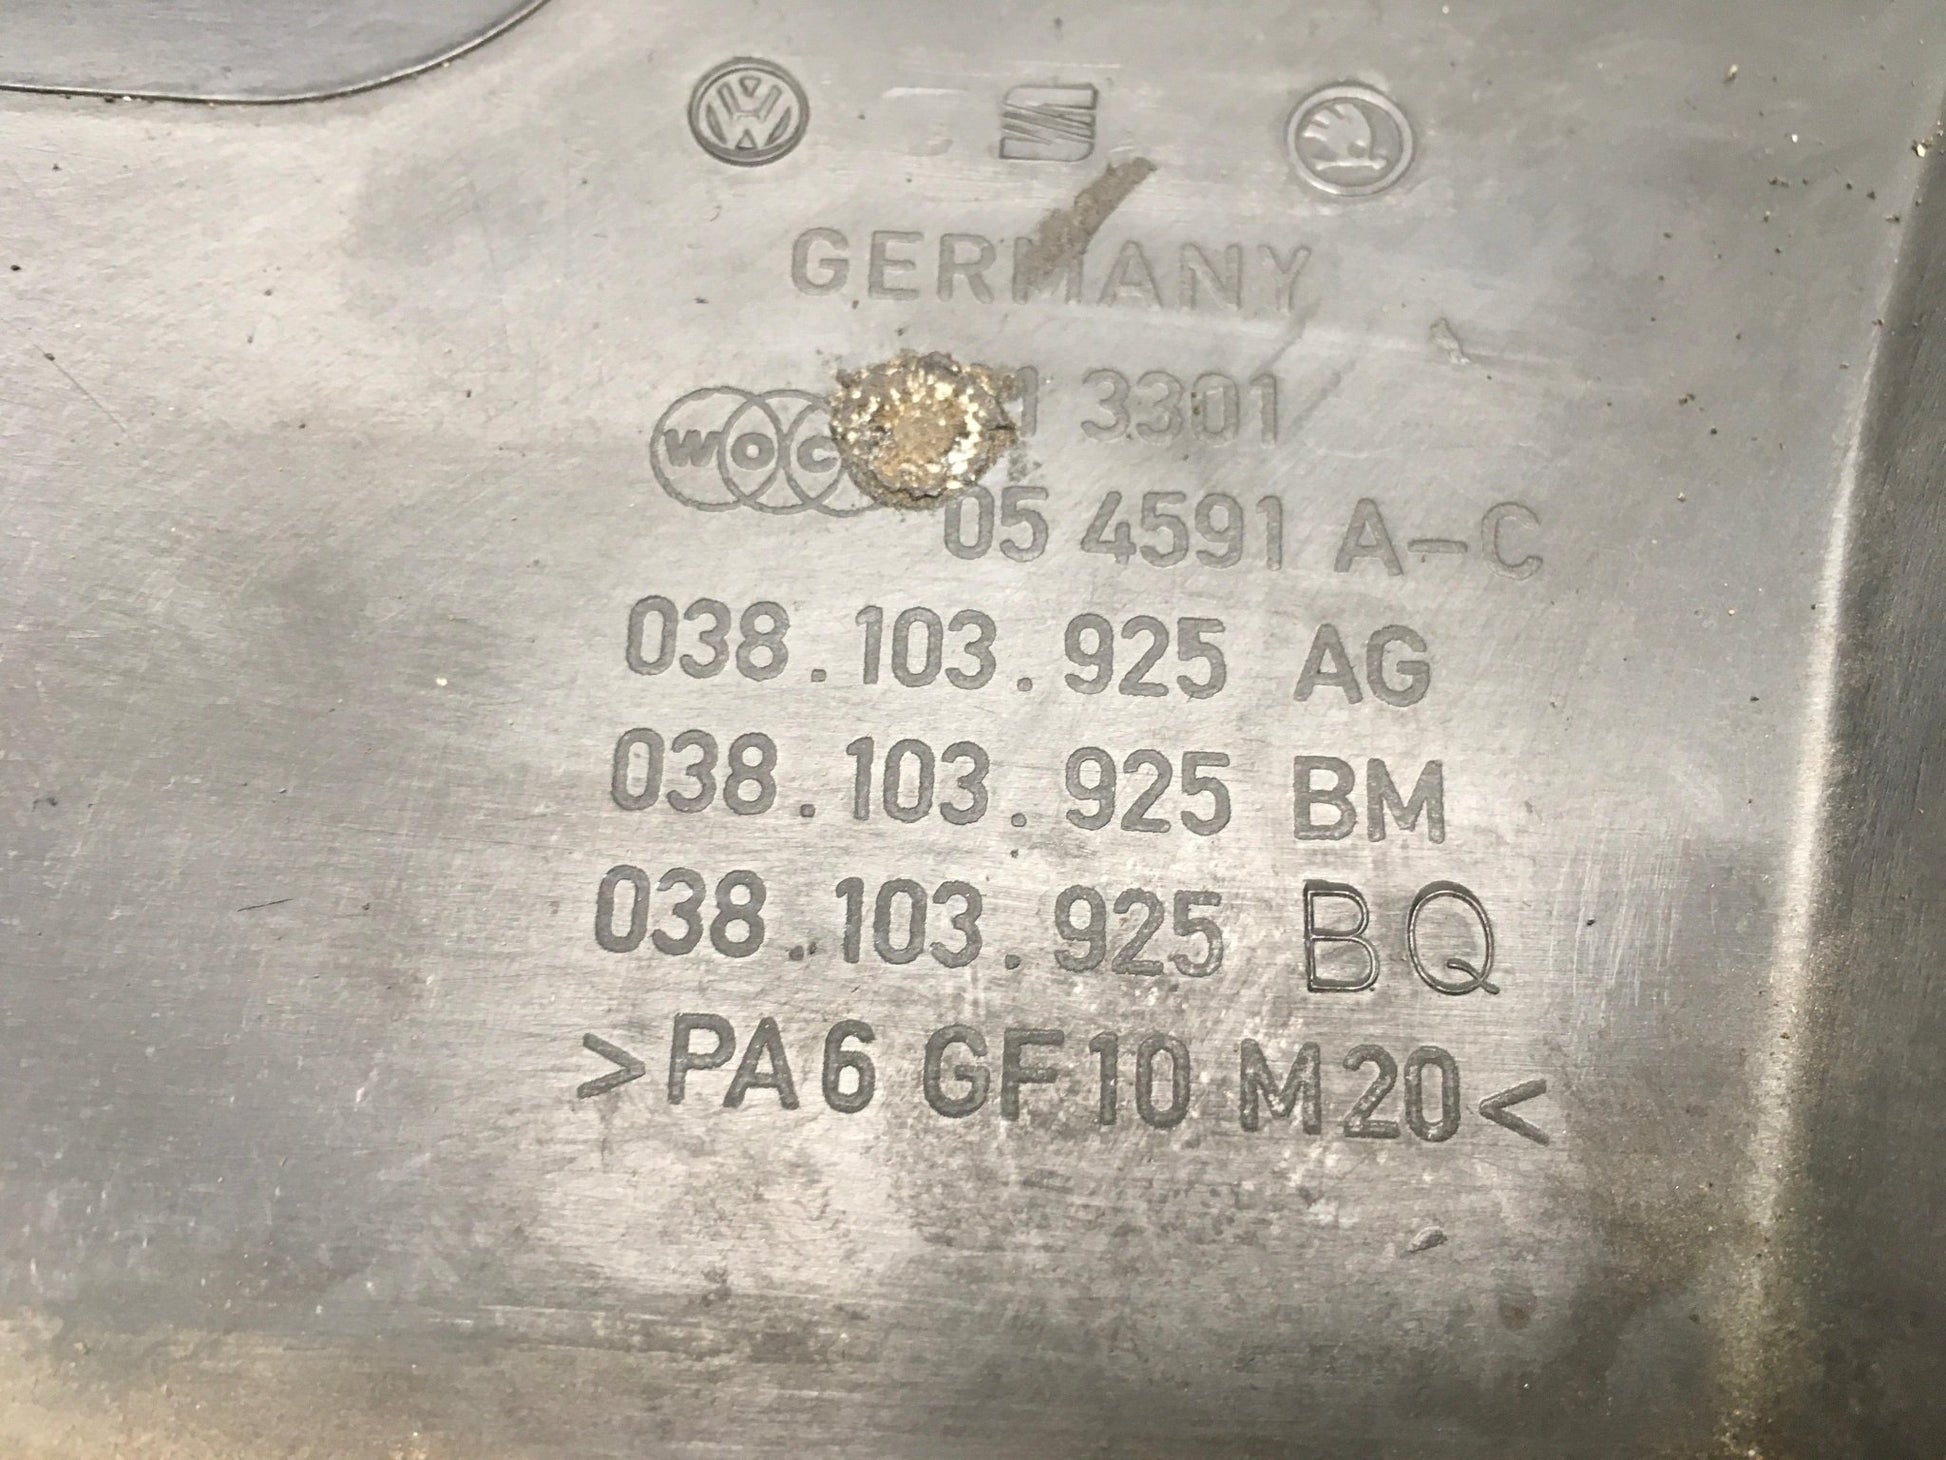 GERMANY
3301
WOC
05 4591 A-C
038.103.925 AG
038.103.925 BM
038.103.925 BQ
>PA6 GF10 M20<